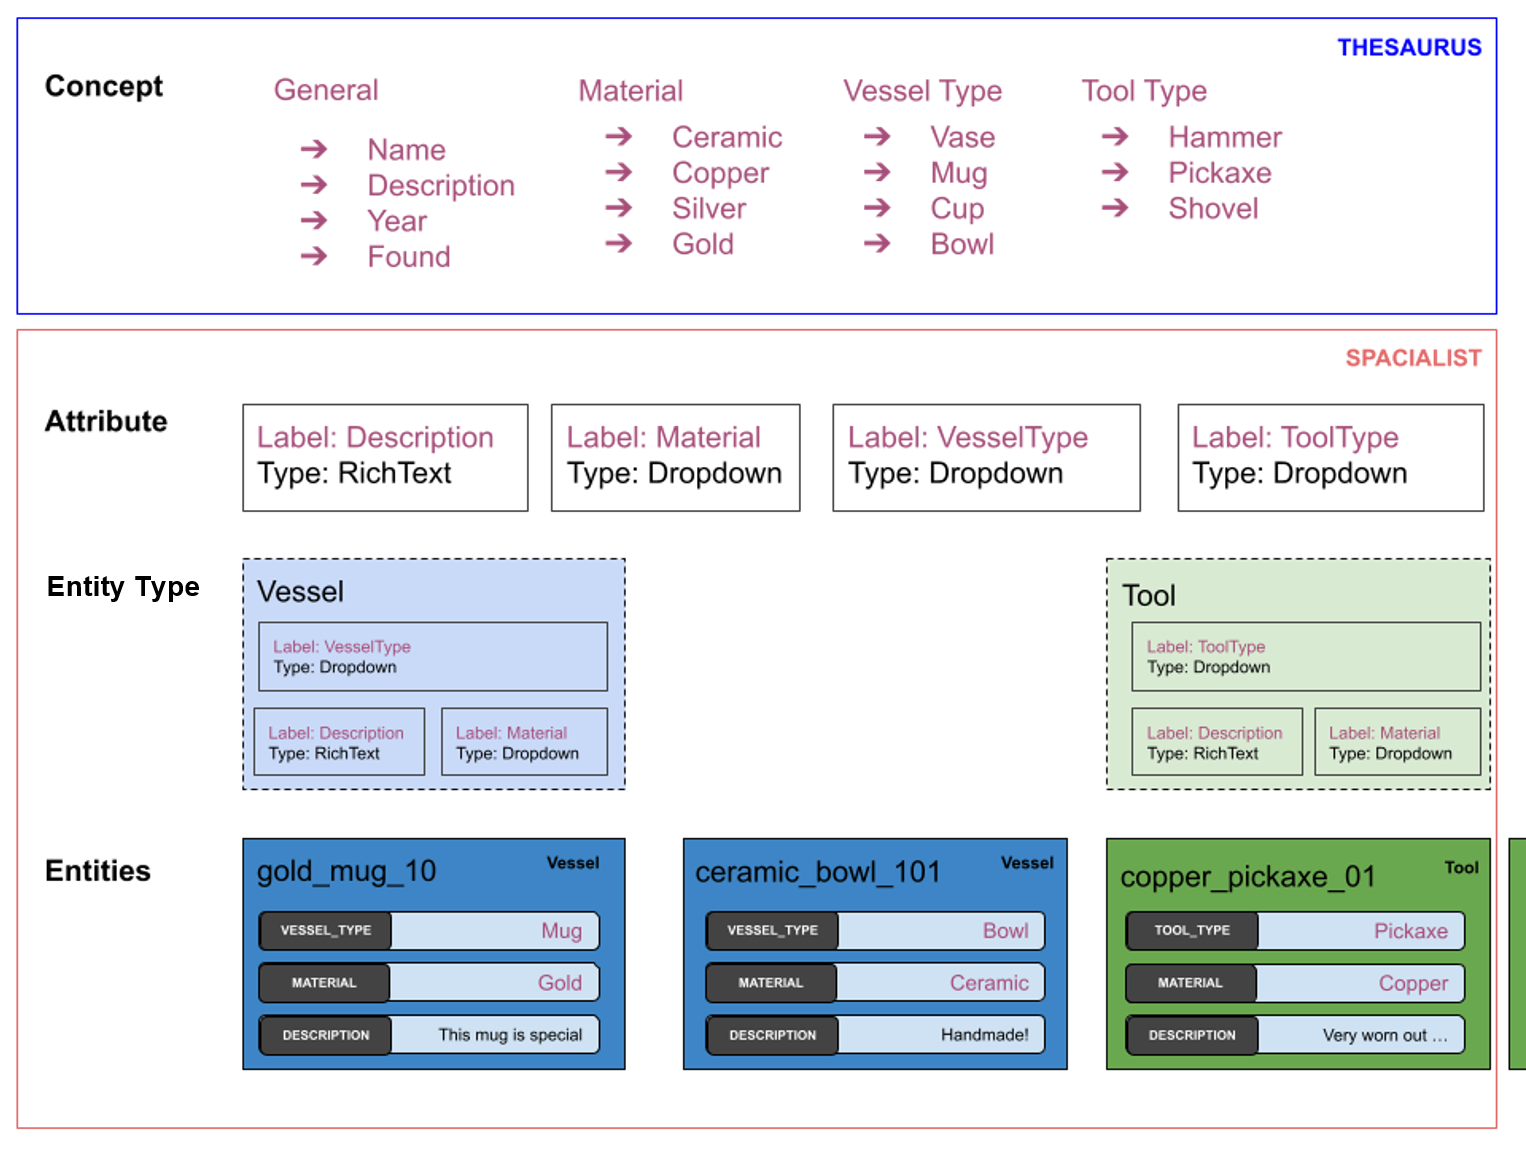 THESAURUS
Concept
General
➔ Name
➔ Description
➔ Year
➔ Found
Material
➔ Ceramic
➔ Copper
➔ Silver
➔ Gold
Vessel Type
➔ Vase
➔ Mug
➔ Cup
➔ Bowl
Tool Type
➔ Hammer
➔ Pickaxe
➔ Shovel
SPACIALIST
Attribute
Label: Description
Type: RichText
Label: Material
Type: Dropdown
Label: VesselType
Type: Dropdown
Label: ToolType
Type: Dropdown
Entity Type
Vessel
Label: VesselType
Type: Dropdown
Label: Description
Type: RichText
Label: Material
Type: Dropdown
Tool
Label: ToolType
Type: Dropdown
Label: Description
Type: RichText
Label: Material
Type: Dropdown
Entities
gold_mug_10 Vessel
VESSEL_TYPE Mug
MATERIAL Gold
DESCRIPTION This mug is special
ceramic_bowl_101 Vessel
VESSEL_TYPE Bowl
MATERIAL Ceramic
DESCRIPTION Handmade!
copper_pickaxe_01 Tool
TOOL_TYPE Pickaxe
MATERIAL Copper
DESCRIPTION Very worn out …